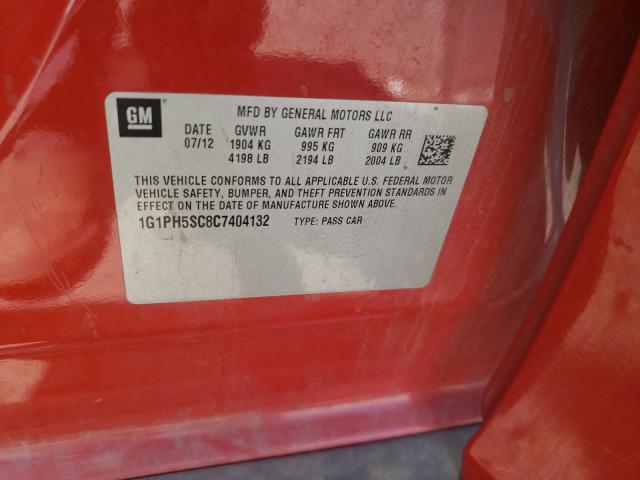 GM
MFD BY GENERAL MOTORS LLC
DATE GVWR GAWR FRT GAWR RR
07/12 1904 KG 995 KG 909 KG
4198 LB 2194 LB 2004 LB
THIS VEHICLE CONFORMS TO ALL APPLICABLE U.S. FEDERAL MOTOR
VEHICLE SAFETY, BUMPER, AND THEFT PREVENTION STANDARDS IN
EFFECT ON THE DATE OF MANUFACTURE SHOWN ABOVE.
1G1PH5SC8C7404132 TYPE: PASS CAR